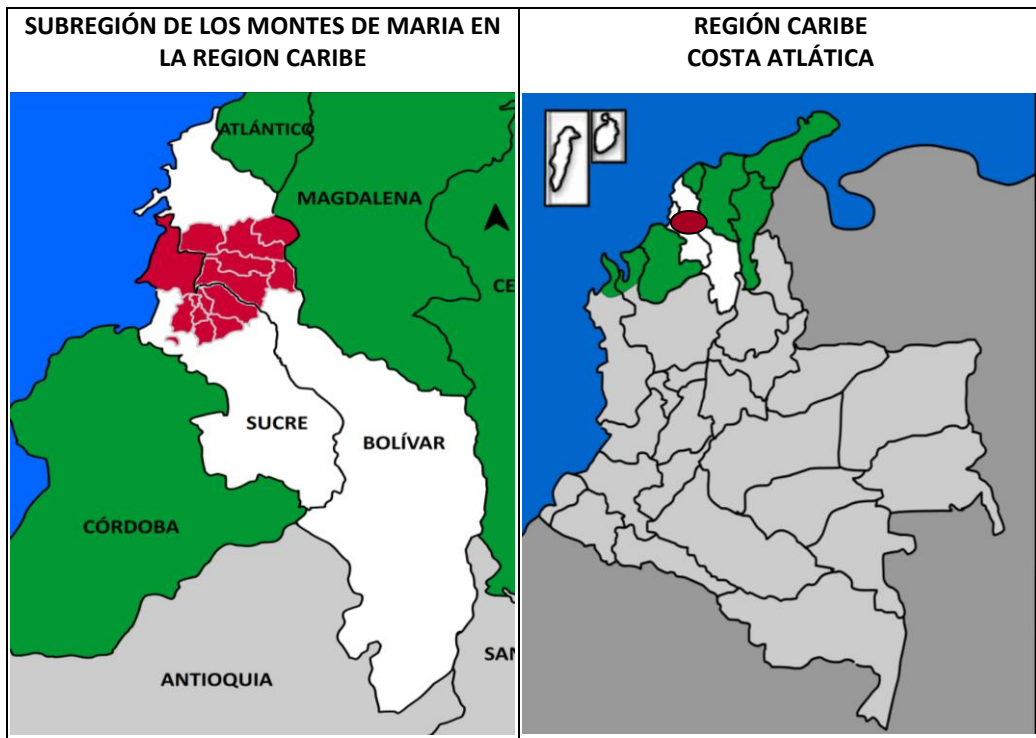 SUBREGIÓN DE LOS MONTES DE MARIA EN
LA REGION CARIBE
REGIÓN CARIBE
COSTA ATLÁTICA
ATLÁNTICO
MAGDALENA
CE
SUCRE
BOLÍVAR
CÓRDOBA
SAN
ANTIOQUIA